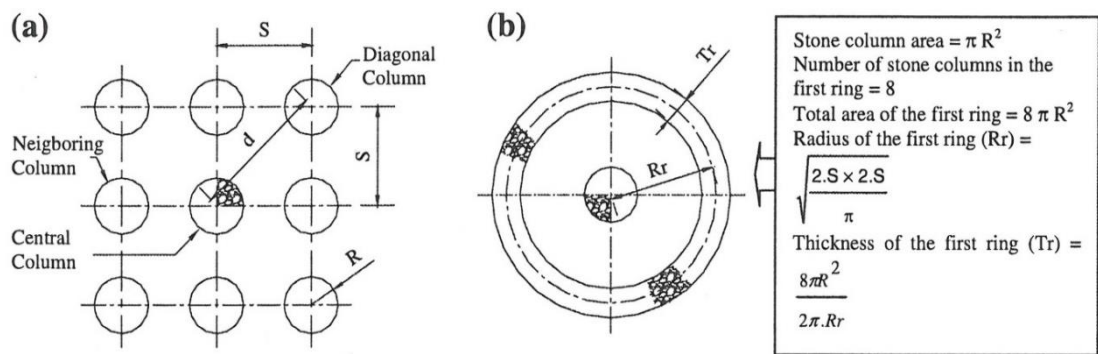 (a)
S
Diagonal
Column
d
S
Neigboring
Column
Central
Column
R
(b)
Tr
Rr
Stone column area = π R²
Number of stone columns in the
first ring = 8
Total area of the first ring = 8 π R²
Radius of the first ring (Rr) =
√(2.S × 2.S
π)
Thickness of the first ring (Tr) =
8πR²
2π.Rr